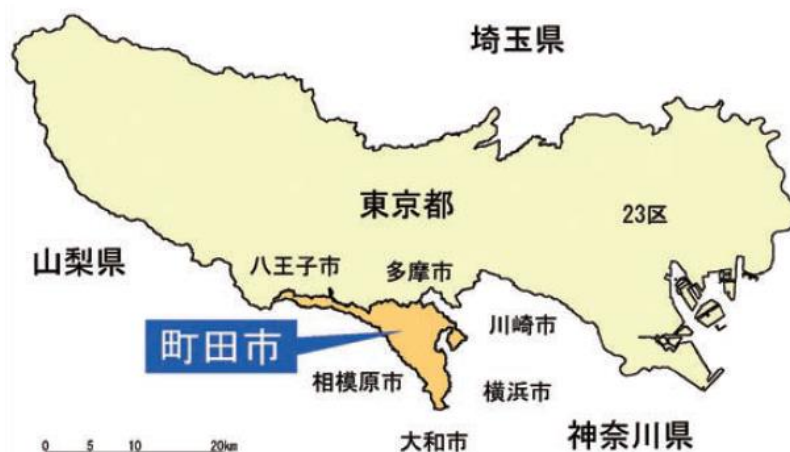 埼玉県
東京都
23区
山梨県
八王子市
多摩市
川崎市
町田市
相模原市
横浜市
神奈川県
大和市
0 5 10 20km